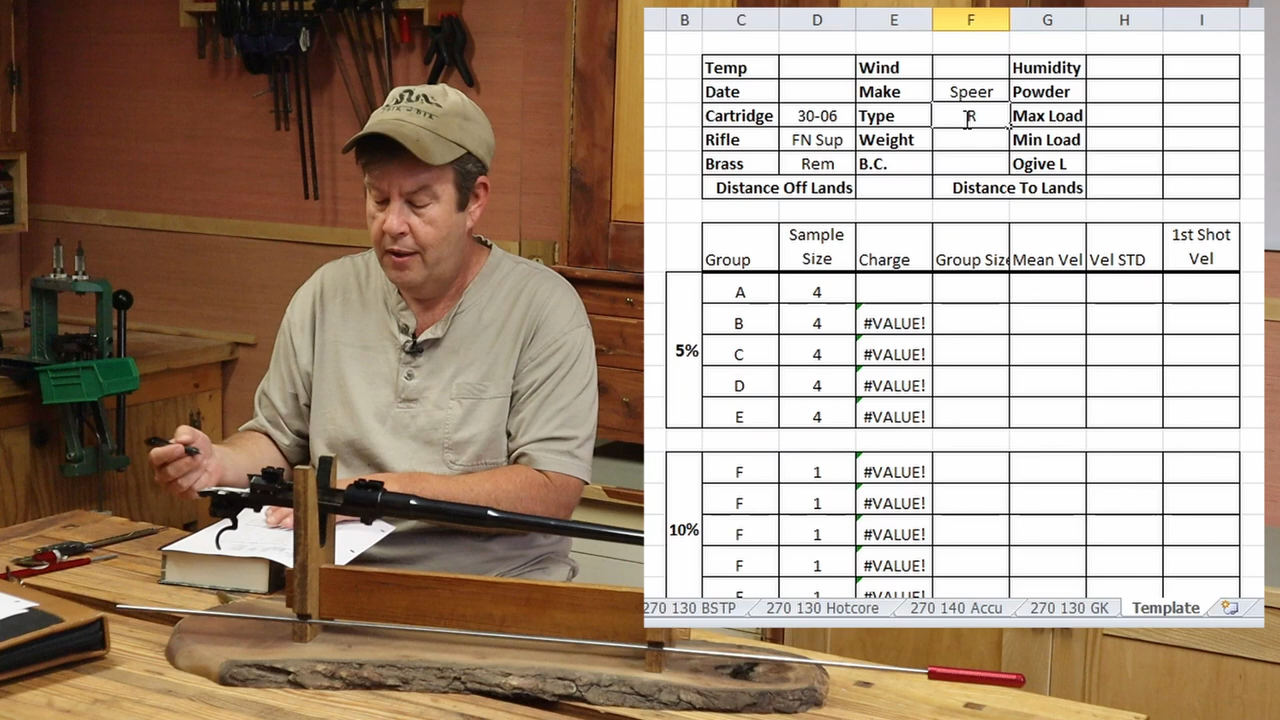 B C D E F G H I
Temp Wind Humidity
Date Make Speer Powder
Cartridge 30-06 Type R Max Load
Rifle FN Sup Weight Min Load
Brass Rem B.C. Ogive L
Distance Off Lands Distance To Lands
Group Sample Size Charge Group Size Mean Vel Vel STD 1st Shot Vel
A 4
B 4 #VALUE!
5%
C 4 #VALUE!
D 4 #VALUE!
E 4 #VALUE!
F 1 #VALUE!
F 1 #VALUE!
10%
F 1 #VALUE!
F 1 #VALUE!
F 1 #VALUE!
270 130 BSTP 270 130 Hotcore 270 140 Accu 270 130 GK Template